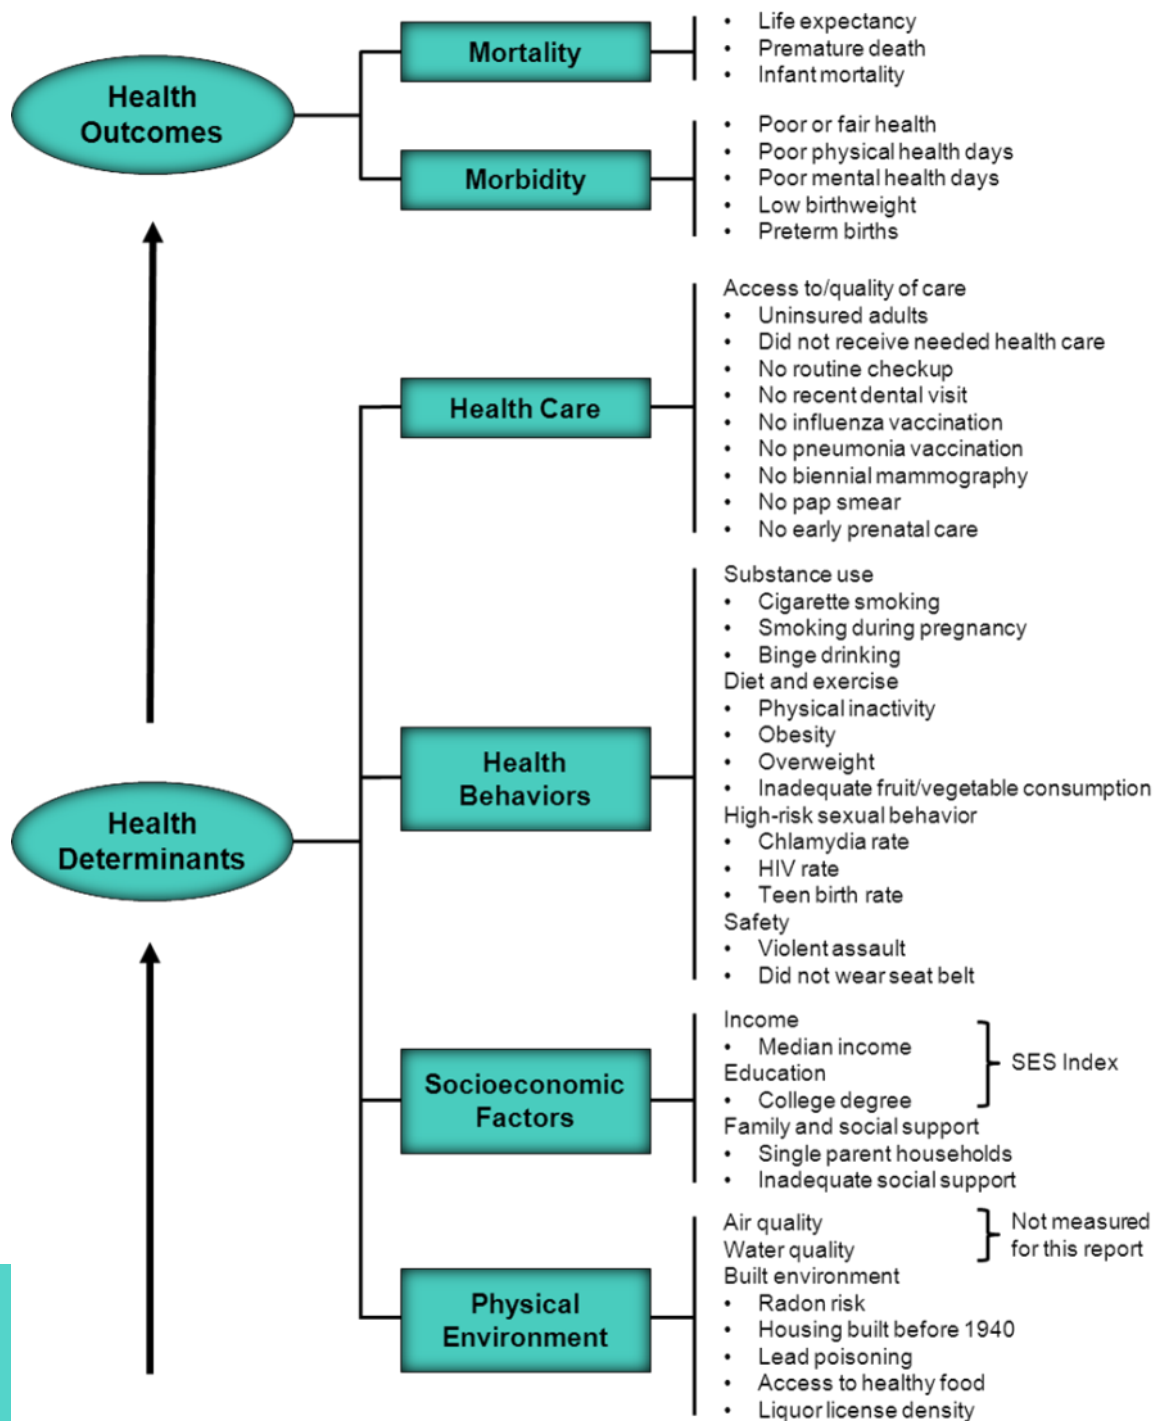 Health
Outcomes
Mortality
• Life expectancy
• Premature death
• Infant mortality
Morbidity
• Poor or fair health
• Poor physical health days
• Poor mental health days
• Low birthweight
• Preterm births
Health
Determinants
Health Care
Access to/quality of care
• Uninsured adults
• Did not receive needed health care
• No routine checkup
• No recent dental visit
• No influenza vaccination
• No pneumonia vaccination
• No biennial mammography
• No pap smear
• No early prenatal care
Health
Behaviors
Substance use
• Cigarette smoking
• Smoking during pregnancy
• Binge drinking
Diet and exercise
• Physical inactivity
• Obesity
• Overweight
• Inadequate fruit/vegetable consumption
High-risk sexual behavior
• Chlamydia rate
• HIV rate
• Teen birth rate
Safety
• Violent assault
• Did not wear seat belt
Socioeconomic
Factors
Income
• Median income
Education
• College degree
SES Index
Family and social support
• Single parent households
• Inadequate social support
Physical
Environment
Air quality
Water quality
Not measured
for this report
Built environment
• Radon risk
• Housing built before 1940
• Lead poisoning
• Access to healthy food
• Liquor license density